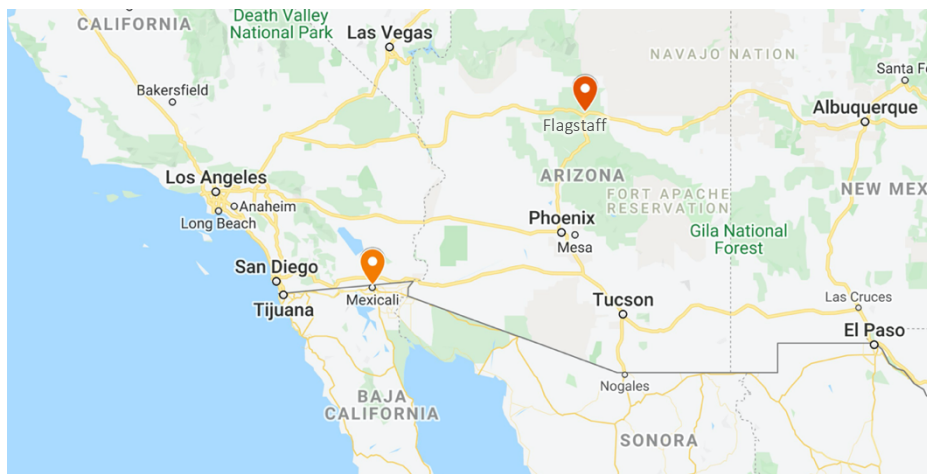 Death Valley
National Park
CALIFORNIA
Las Vegas
NAVAJO NATION
Santa Fe
Bakersfield
Albuquerque
Flagstaff
Los Angeles
Anaheim
Long Beach
ARIZONA
FORT APACHE
RESERVATION
NEW MEX
Phoenix
Mesa
Gila National
Forest
San Diego
Tijuana
Mexicali
Tucson
Las Cruces
El Paso
Nogales
BAJA
CALIFORNIA
SONORA